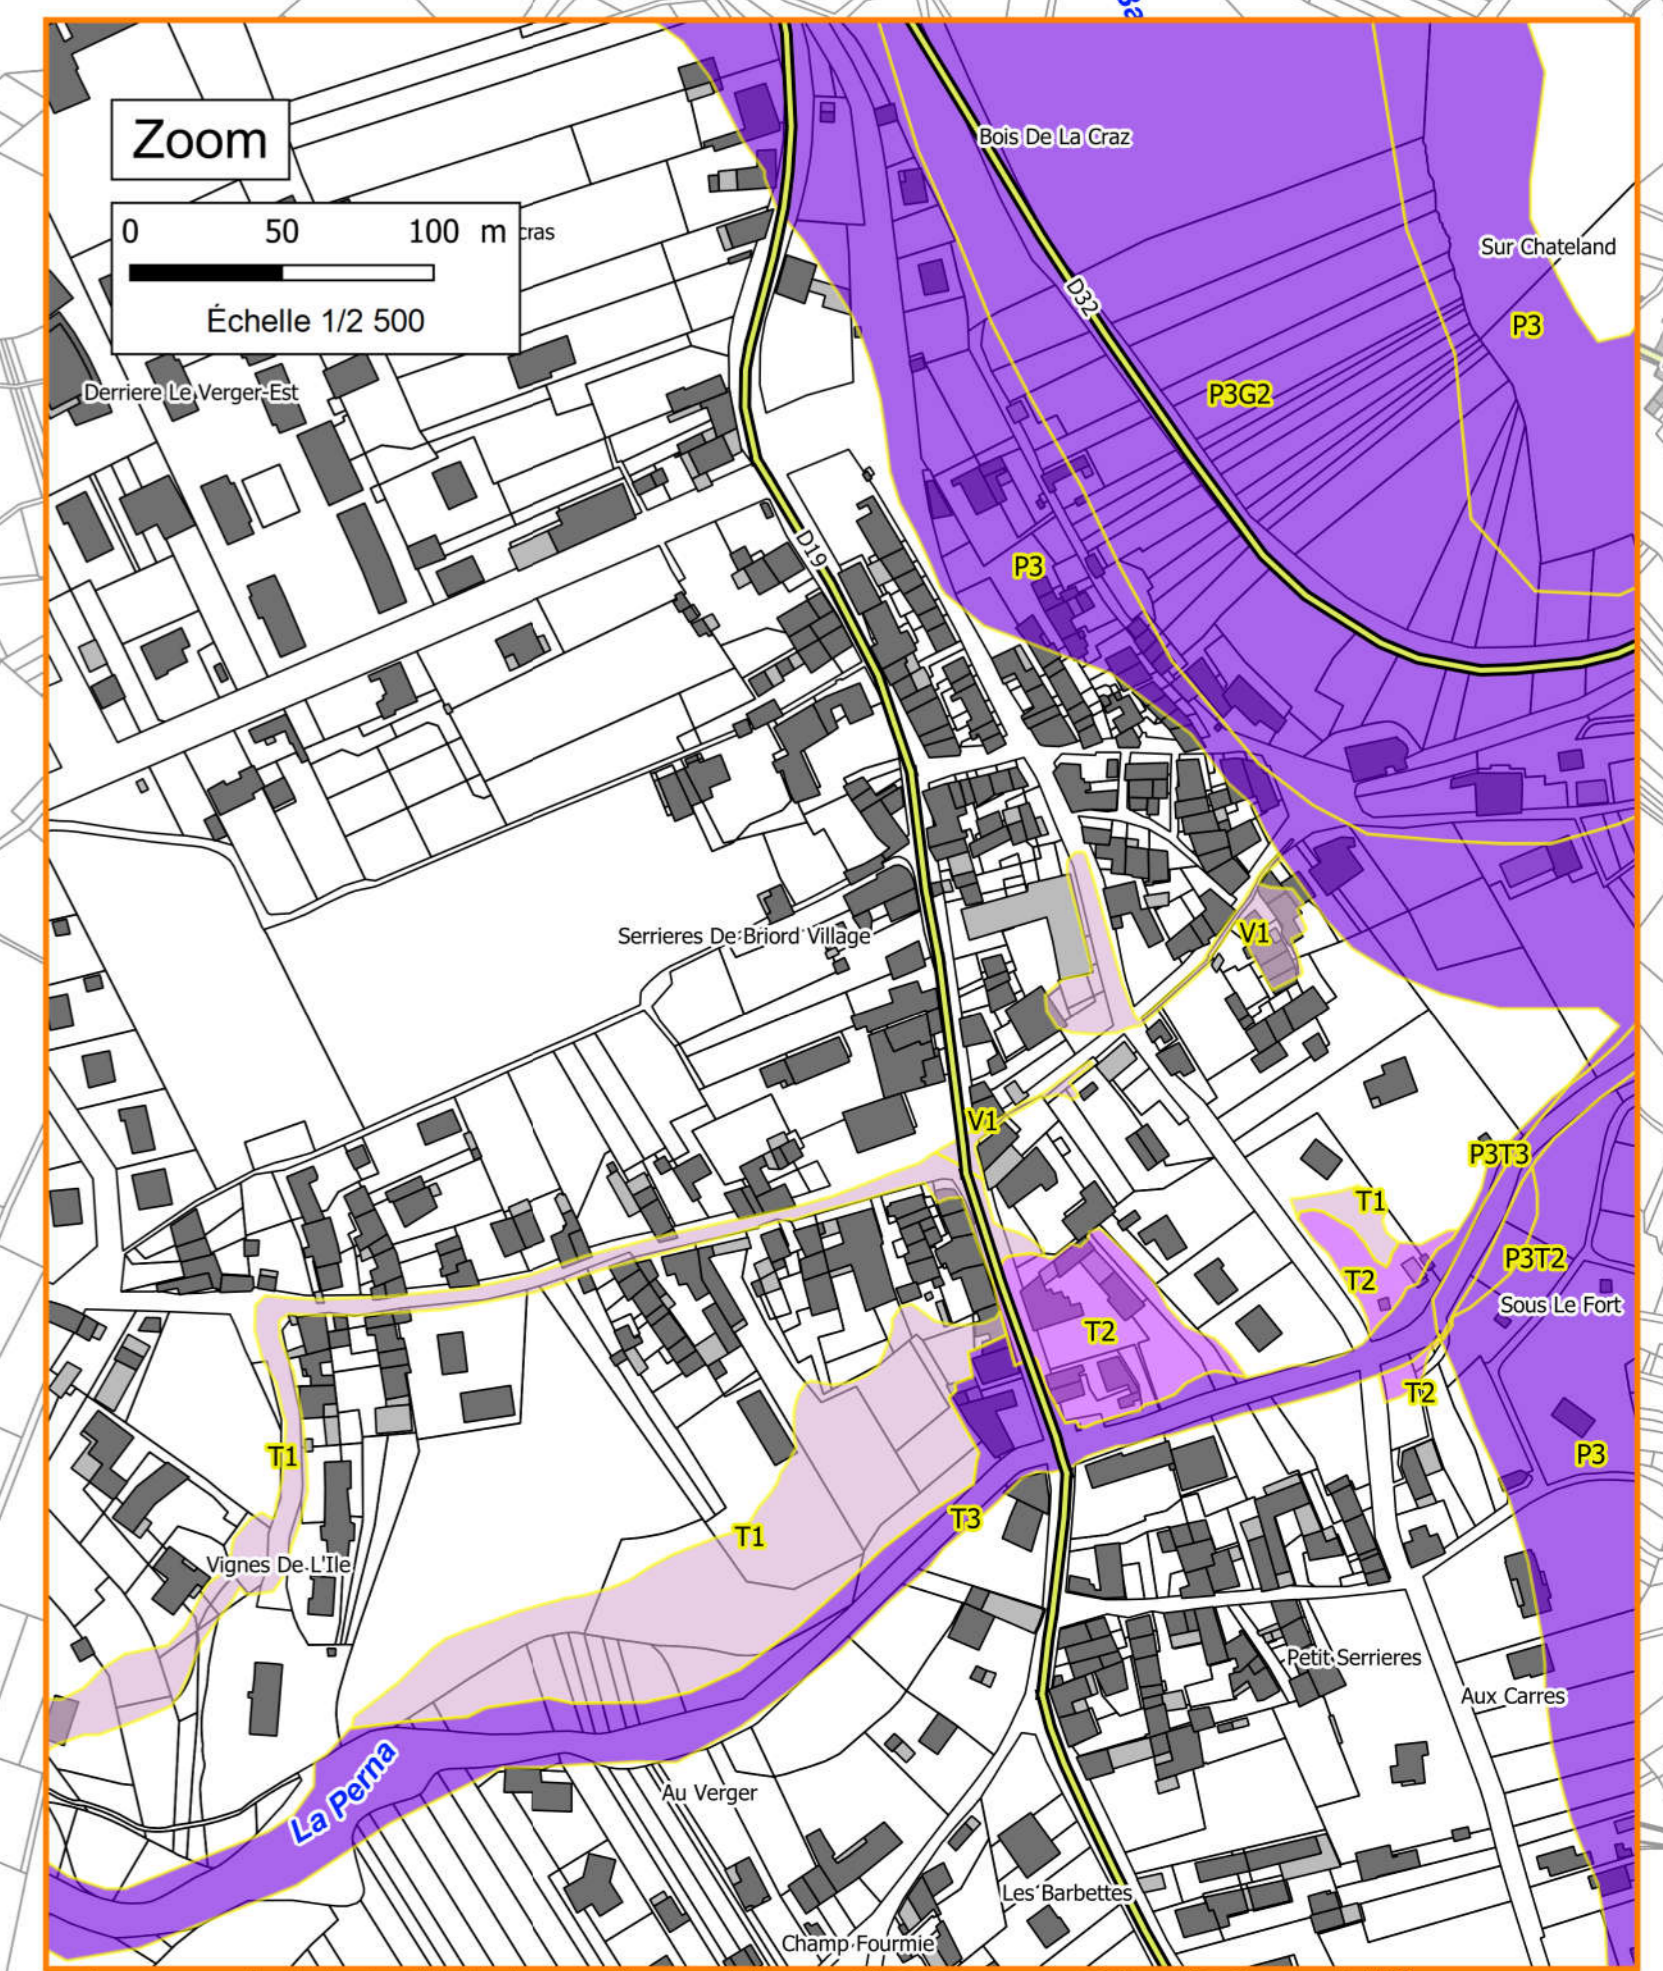 Bois De La Craz
Zoom
0 50 100 m
cras
Échelle 1/2 500
Sur Chateland
D32
P3
Derriere Le Verger-Est
P3G2
D19
P3
Serrieres De Briord Village
V1
V1
P3T3
T1
P3T2
T2
Sous Le Fort
T2
T2
T1
P3
T3
T1
Vignes De L'Ile
Petit Serrieres
Aux Carres
La Perna
Au Verger
Les Barbettes
Champ Fourmie